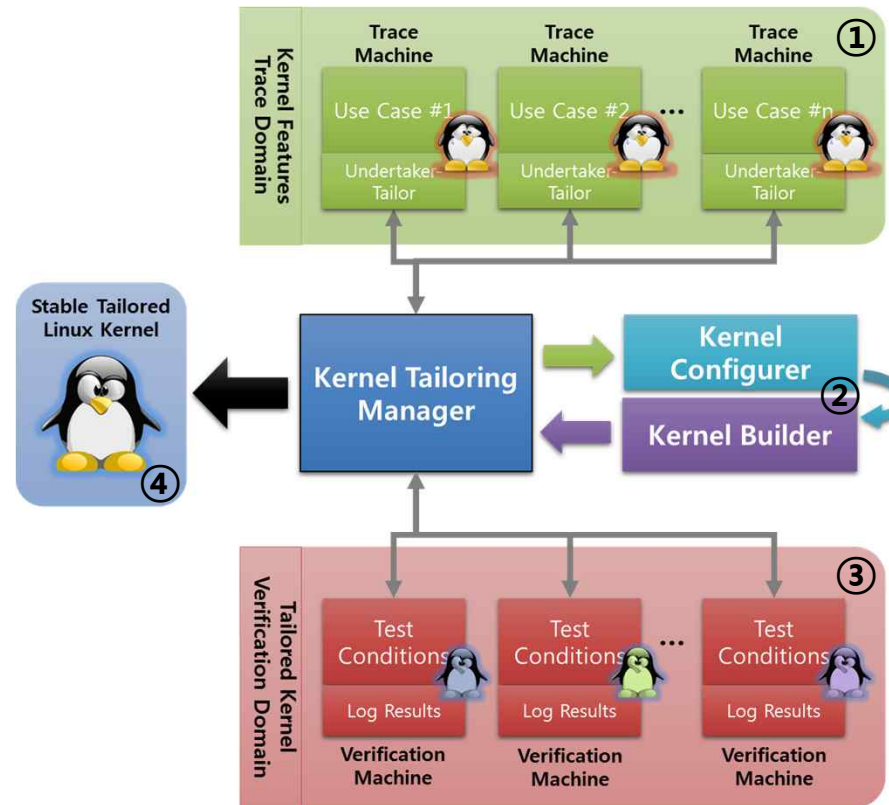 Kernel Features
Trace Domain
①
Trace
Machine
Use Case #1
Undertaker-
Tailor
Trace
Machine
Use Case #2
Undertaker-
Tailor
...
Trace
Machine
Use Case #n
Undertaker-
Tailor
Stable Tailored
Linux Kernel
④
Kernel Tailoring
Manager
Kernel
Configurer
②
Kernel Builder
Tailored Kernel
Verification Domain
③
Test
Conditions
Log Results
Verification
Machine
Test
Conditions
Log Results
Verification
Machine
...
Test
Conditions
Log Results
Verification
Machine